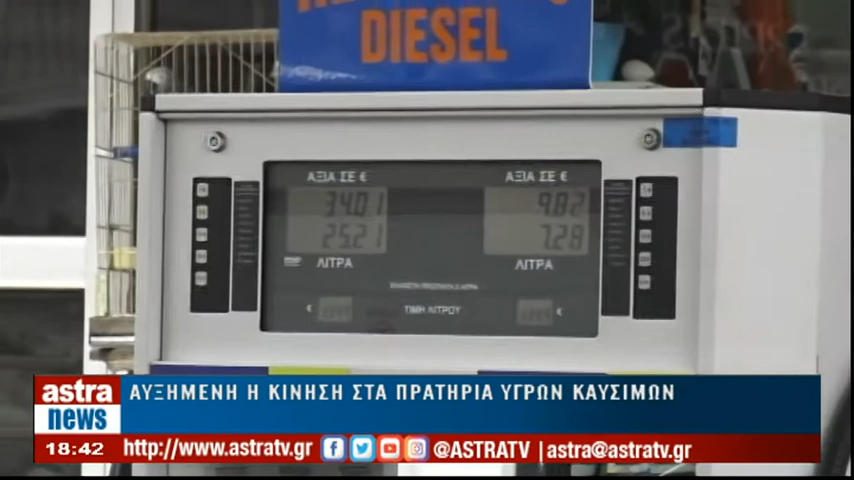 DIESEL
ΑΞΙΑ ΣΕ € ΑΞΙΑ ΣΕ €
34.01 9.82
25.21 7.28
ΛΙΤΡΑ ΛΙΤΡΑ
€ ΤΙΜΗ ΛΙΤΡΟΥ €
astra
news
ΑΥΞΗΜΕΝΗ Η ΚΙΝΗΣΗ ΣΤΑ ΠΡΑΤΗΡΙΑ ΥΓΡΩΝ ΚΑΥΣΙΜΩΝ
18:42 http://www.astratv.gr @ASTRATV | astra@astratv.gr